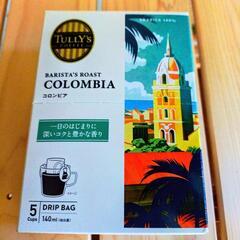 TULLY'S
COFFEE
ARABICA 100%
BARISTA'S ROAST
COLOMBIA
コロンビア
一日のはじまりに
深いコクと豊かな香り
5
Cups
DRIP BAG
140ml